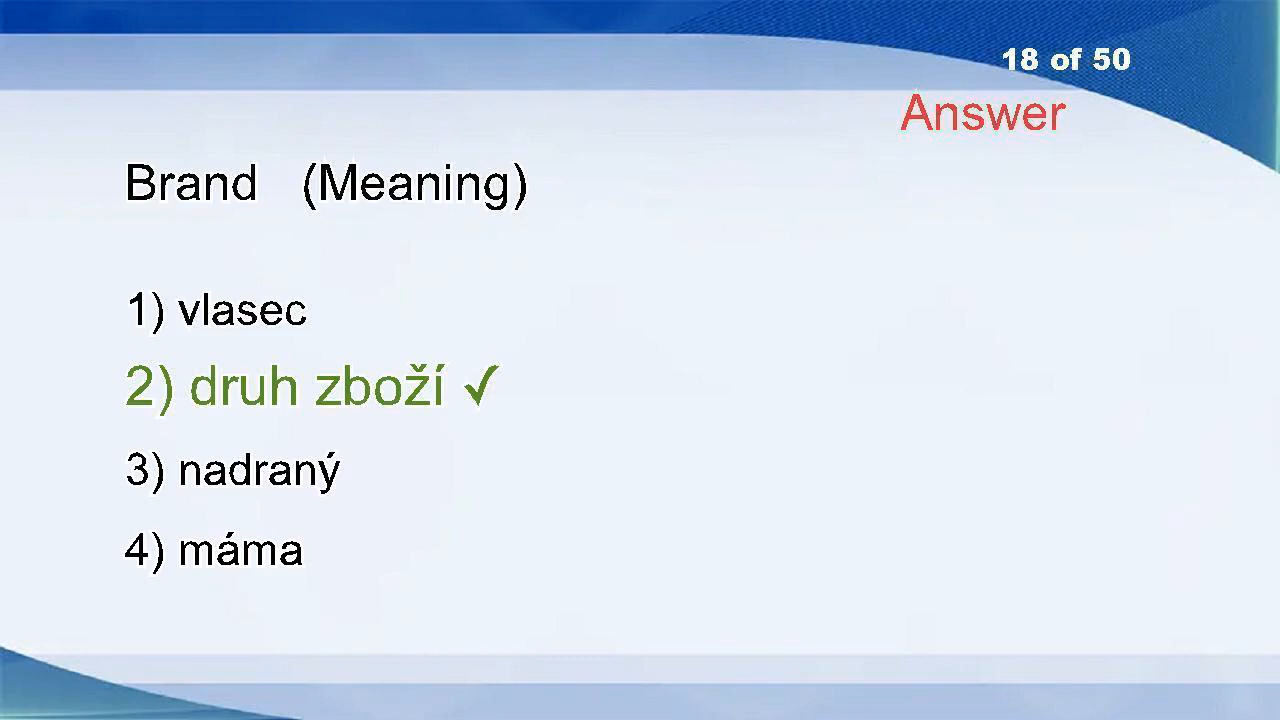 18 of 50
Answer
Brand (Meaning)
1) vlasec
2) druh zboží ✓
3) nadraný
4) máma